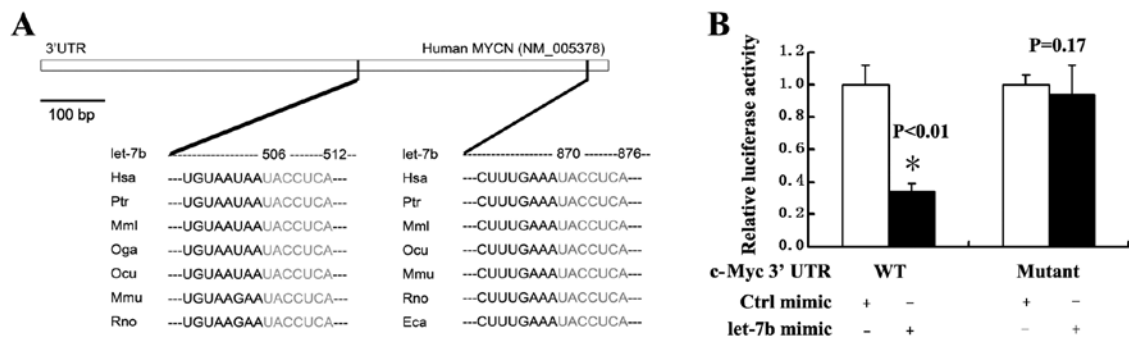 A
3'UTR
Human MYCN (NM_005378)
100 bp
let-7b ---------------- 506 ------512--
Hsa ---UGUAAUAAUACCUCA---
Ptr ---UGUAAUAAUACCUCA---
Mml ---UGUAAUAAUACCUCA---
Oga ---UGUAAUAAUACCUCA---
Ocu ---UGUAAUAAUACCUCA---
Mmu ---UGUAAGAAUACCUCA---
Rno ---UGUAAGAAUACCUCA---
let-7b ---------------- 870 ------876--
Hsa ---CUUUGAAAUACCUCA---
Ptr ---CUUUGAAAUACCUCA---
Mml ---CUUUGAAAUACCUCA---
Ocu ---CUUUGAAAUACCUCA---
Mmu ---CUUUGAAAUACCUCA---
Rno ---CUUUGAAAUACCUCA---
Eca ---CUUUGAAAUACCUCA---
B
Relative luciferase activity
1.2
1.0
0.8
0.6
0.4
0.2
0.0
P<0.01
*
P=0.17
c-Myc 3' UTR WT Mutant
Ctrl mimic + - + -
let-7b mimic - + - +